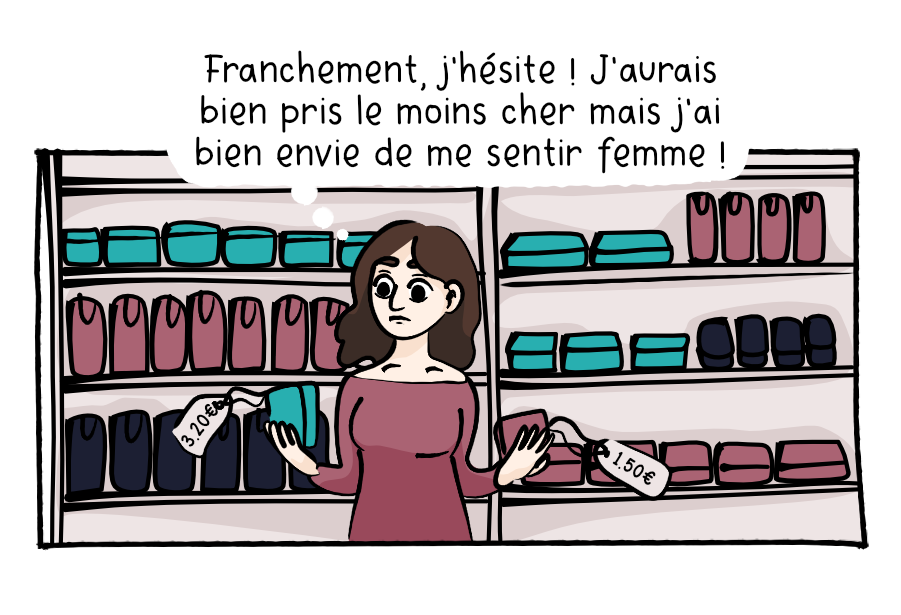 Franchement, j'hésite ! J'aurais
bien pris le moins cher mais j'ai
bien envie de me sentir femme !
3.20€
1.50€